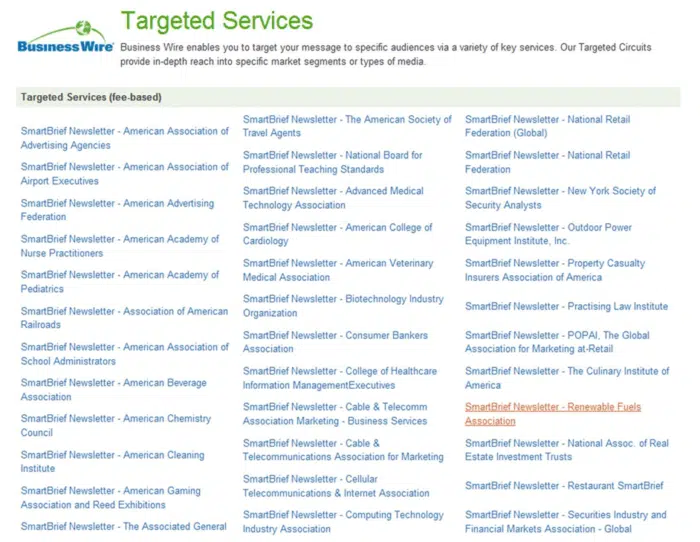 Targeted Services
BusinessWire
Business Wire enables you to target your message to specific audiences via a variety of key services. Our Targeted Circuits
provide in-depth reach into specific market segments or types of media.
Targeted Services (fee-based)
SmartBrief Newsletter - American Association of
Advertising Agencies
SmartBrief Newsletter - American Association of
Airport Executives
SmartBrief Newsletter - American Advertising
Federation
SmartBrief Newsletter - American Academy of
Nurse Practitioners
SmartBrief Newsletter - American Academy of
Pediatrics
SmartBrief Newsletter - Association of American
Railroads
SmartBrief Newsletter - American Association of
School Administrators
SmartBrief Newsletter - American Beverage
Association
SmartBrief Newsletter - American Chemistry
Council
SmartBrief Newsletter - American Cleaning
Institute
SmartBrief Newsletter - American Gaming
Association and Reed Exhibitions
SmartBrief Newsletter - The Associated General
SmartBrief Newsletter - The American Society of
Travel Agents
SmartBrief Newsletter - National Board for
Professional Teaching Standards
SmartBrief Newsletter - Advanced Medical
Technology Association
SmartBrief Newsletter - American College of
Cardiology
SmartBrief Newsletter - American Veterinary
Medical Association
SmartBrief Newsletter - Biotechnology Industry
Organization
SmartBrief Newsletter - Consumer Bankers
Association
SmartBrief Newsletter - College of Healthcare
Information ManagementExecutives
SmartBrief Newsletter - Cable & Telecomm
Association Marketing - Business Services
SmartBrief Newsletter - Cable &
Telecommunications Association for Marketing
SmartBrief Newsletter - Cellular
Telecommunications & Internet Association
SmartBrief Newsletter - Computing Technology
Industry Association
SmartBrief Newsletter - National Retail
Federation (Global)
SmartBrief Newsletter - National Retail
Federation
SmartBrief Newsletter - New York Society of
Security Analysts
SmartBrief Newsletter - Outdoor Power
Equipment Institute, Inc.
SmartBrief Newsletter - Property Casualty
Insurers Association of America
SmartBrief Newsletter - Practising Law Institute
SmartBrief Newsletter - POPAI, The Global
Association for Marketing at-Retail
SmartBrief Newsletter - The Culinary Institute of
America
SmartBrief Newsletter - Renewable Fuels
Association
SmartBrief Newsletter - National Assoc. of Real
Estate Investment Trusts
SmartBrief Newsletter - Restaurant SmartBrief
SmartBrief Newsletter - Securities Industry and
Financial Markets Association - Global